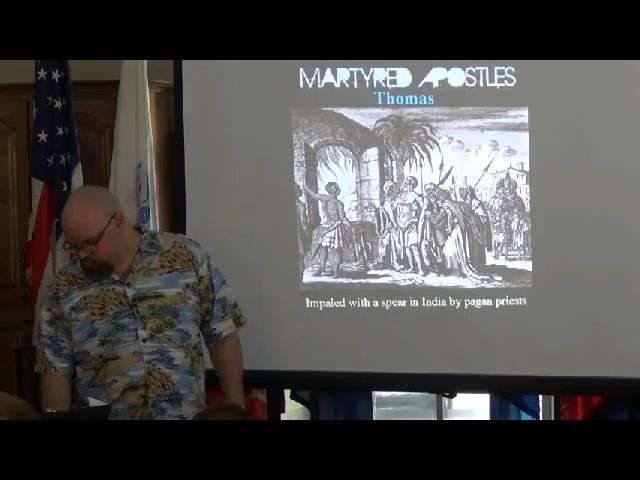 MARTYRED APOSTLES
Thomas
Impaled with a spear in India by pagan priests